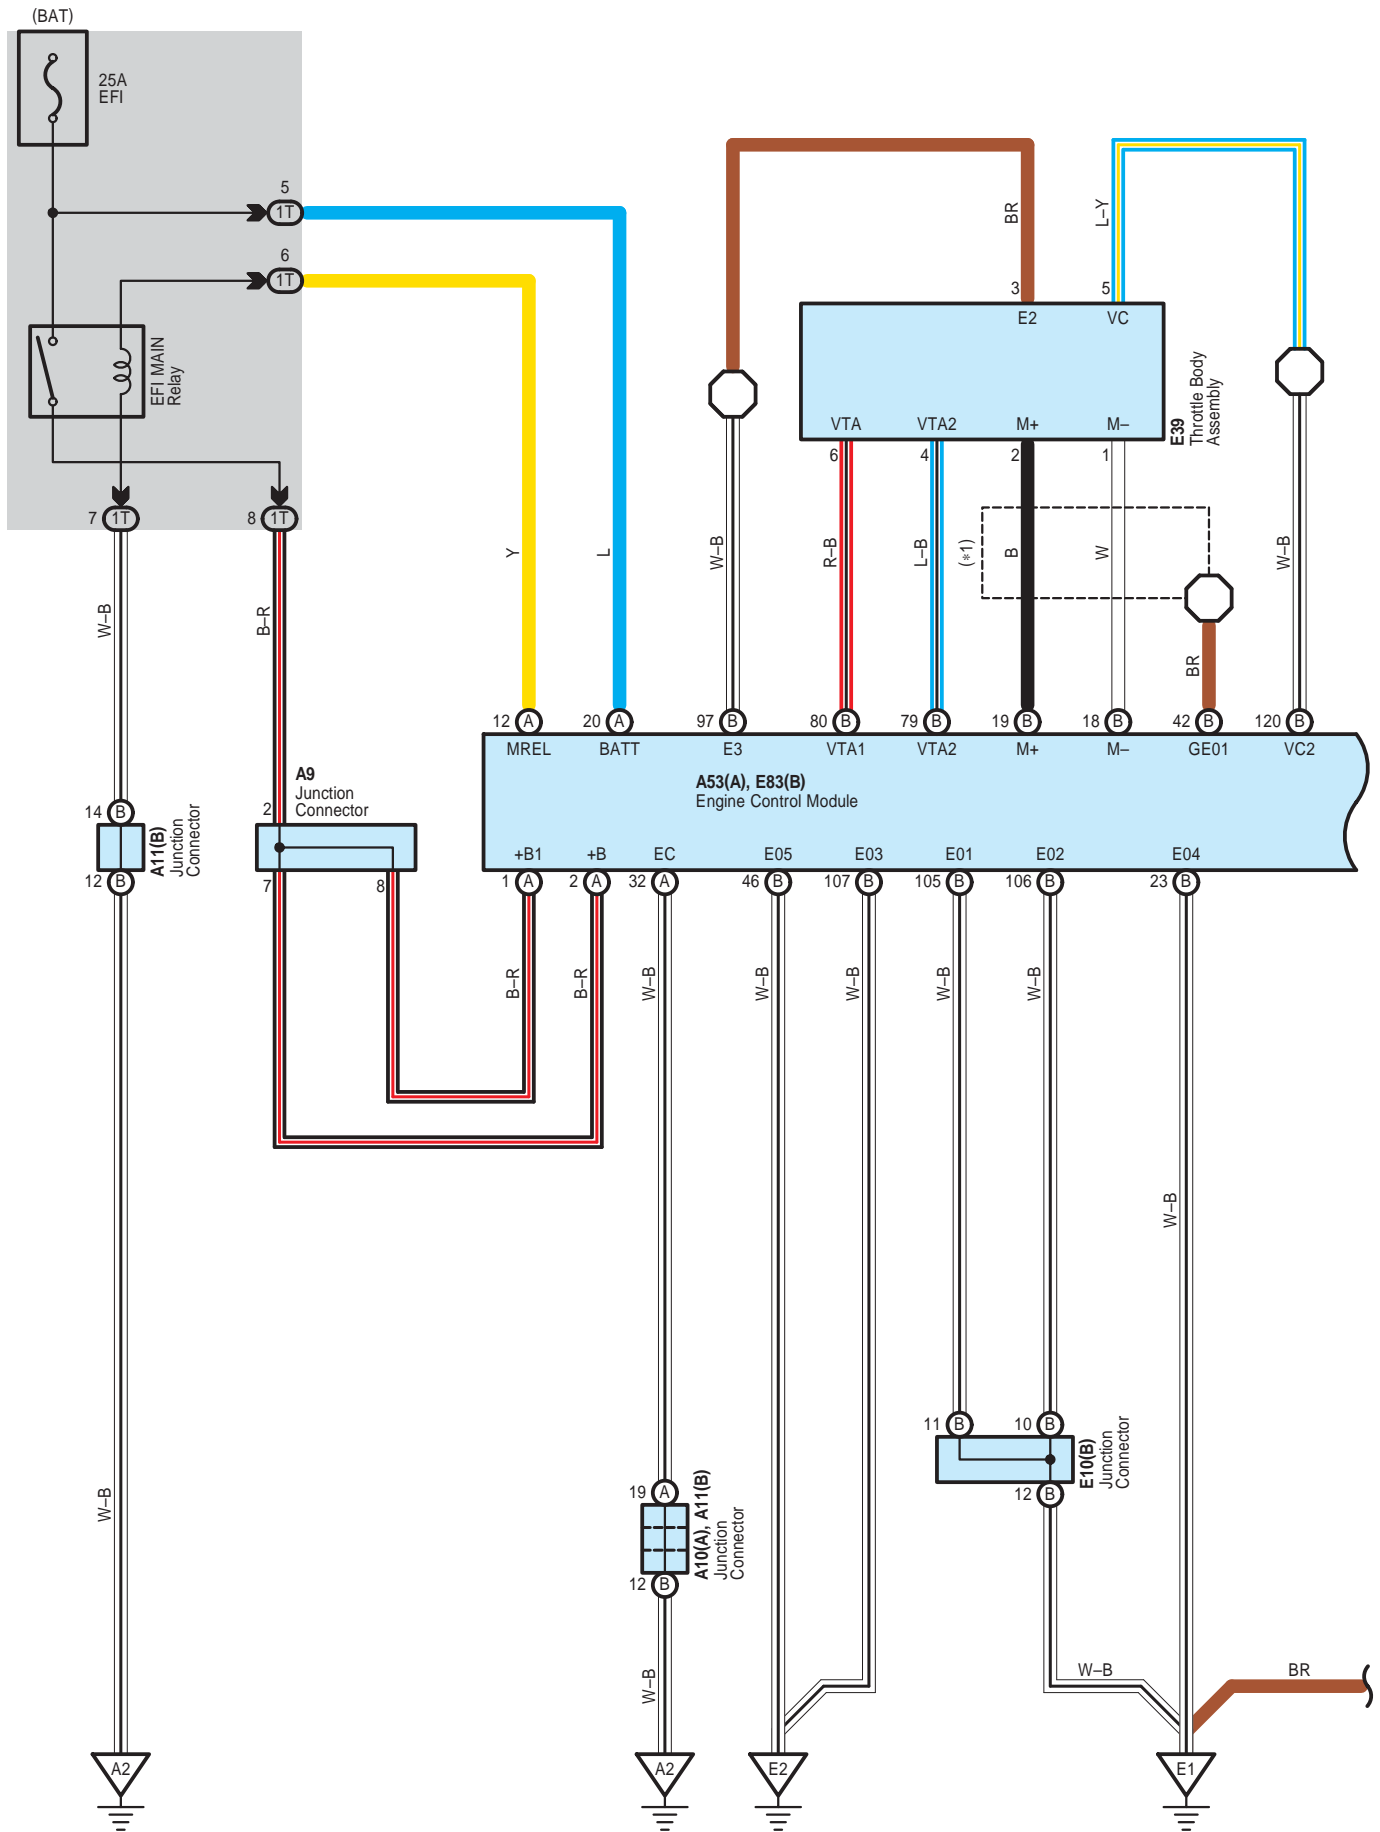 (BAT)
25A
EFI
5
1T
6
1T
EFI MAIN
Relay
7
1T
8
1T
BR
L–Y
3
5
E2
VC
E39
Throttle Body
Assembly
VTA
VTA2
M+
M–
6
4
2
1
W–B
B–R
Y
L
W–B
R–B
L–B
(*1)
B
W
BR
W–B
12 A
20 A
97 B
80 B
79 B
19 B
18 B
42 B
120 B
MREL
BATT
E3
VTA1
VTA2
M+
M–
GE01
VC2
A53(A), E83(B)
Engine Control Module
A9
Junction
Connector
2
7
8
14 B
A11(B)
Junction
Connector
12 B
+B1
+B
EC
E05
E03
E01
E02
E04
1 A
2 A
32 A
46 B
107 B
105 B
106 B
23 B
B–R
B–R
W–B
W–B
W–B
W–B
W–B
W–B
11 B
10 B
E10(B)
Junction
Connector
12 B
W–B
19 A
A10(A), A11(B)
Junction
Connector
12 B
W–B
W–B
BR
A2
A2
E2
E1